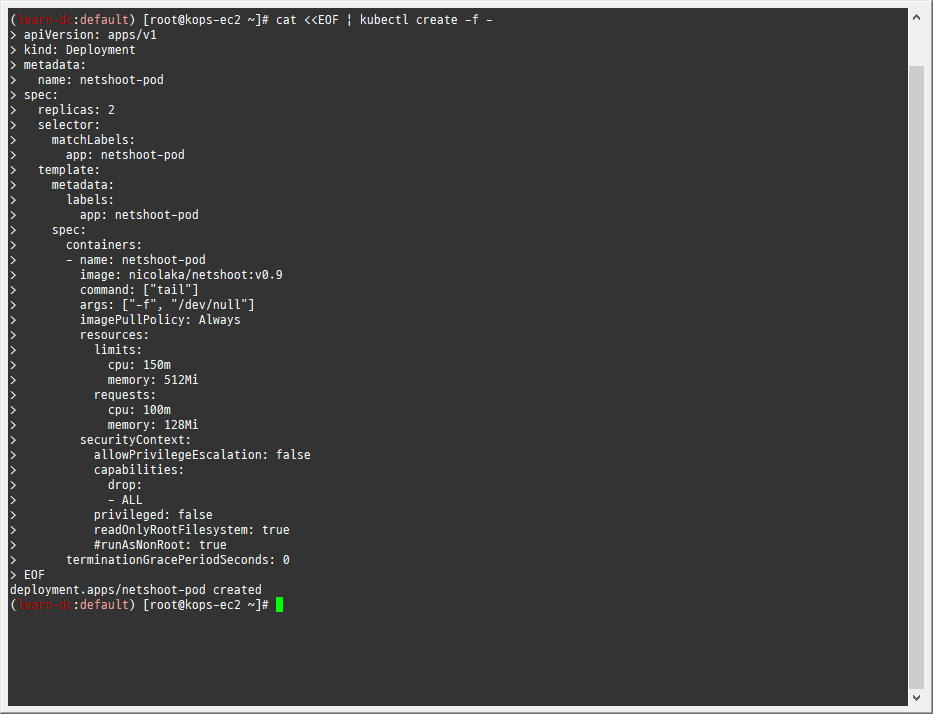 (learn-dt:default) [root@kops-ec2 ~]# cat <<EOF | kubectl create -f -
> apiVersion: apps/v1
> kind: Deployment
> metadata:
>   name: netshoot-pod
> spec:
>   replicas: 2
>   selector:
>     matchLabels:
>       app: netshoot-pod
>   template:
>     metadata:
>       labels:
>         app: netshoot-pod
>     spec:
>       containers:
>       - name: netshoot-pod
>         image: nicolaka/netshoot:v0.9
>         command: ["tail"]
>         args: ["-f", "/dev/null"]
>         imagePullPolicy: Always
>         resources:
>           limits:
>             cpu: 150m
>             memory: 512Mi
>           requests:
>             cpu: 100m
>             memory: 128Mi
>         securityContext:
>           allowPrivilegeEscalation: false
>           capabilities:
>             drop:
>             - ALL
>           privileged: false
>           readOnlyRootFilesystem: true
>           #runAsNonRoot: true
>       terminationGracePeriodSeconds: 0
> EOF
deployment.apps/netshoot-pod created
(learn-dt:default) [root@kops-ec2 ~]#